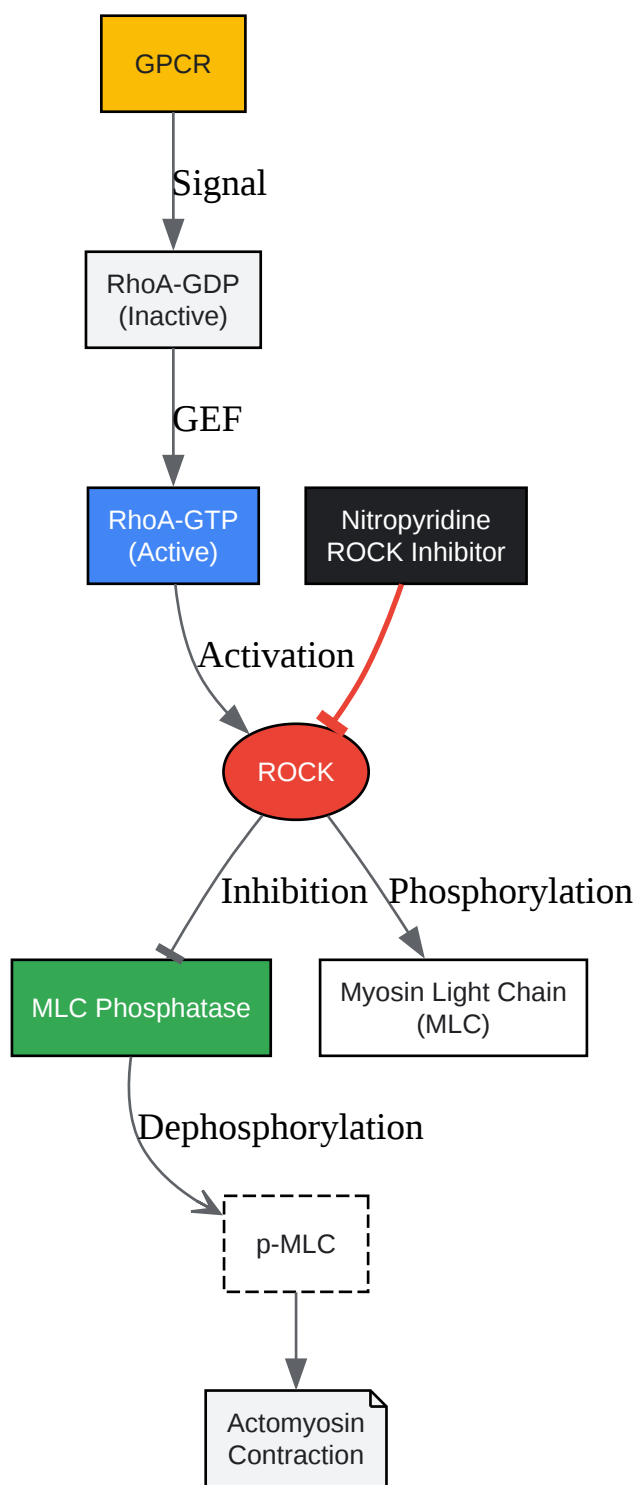 GPCR
Signal
RhoA-GDP
(Inactive)
GEF
RhoA-GTP
(Active)
Nitropyridine
ROCK Inhibitor
Activation
ROCK
Inhibition
Phosphorylation
MLC Phosphatase
Myosin Light Chain
(MLC)
Dephosphorylation
p-MLC
Actomyosin
Contraction